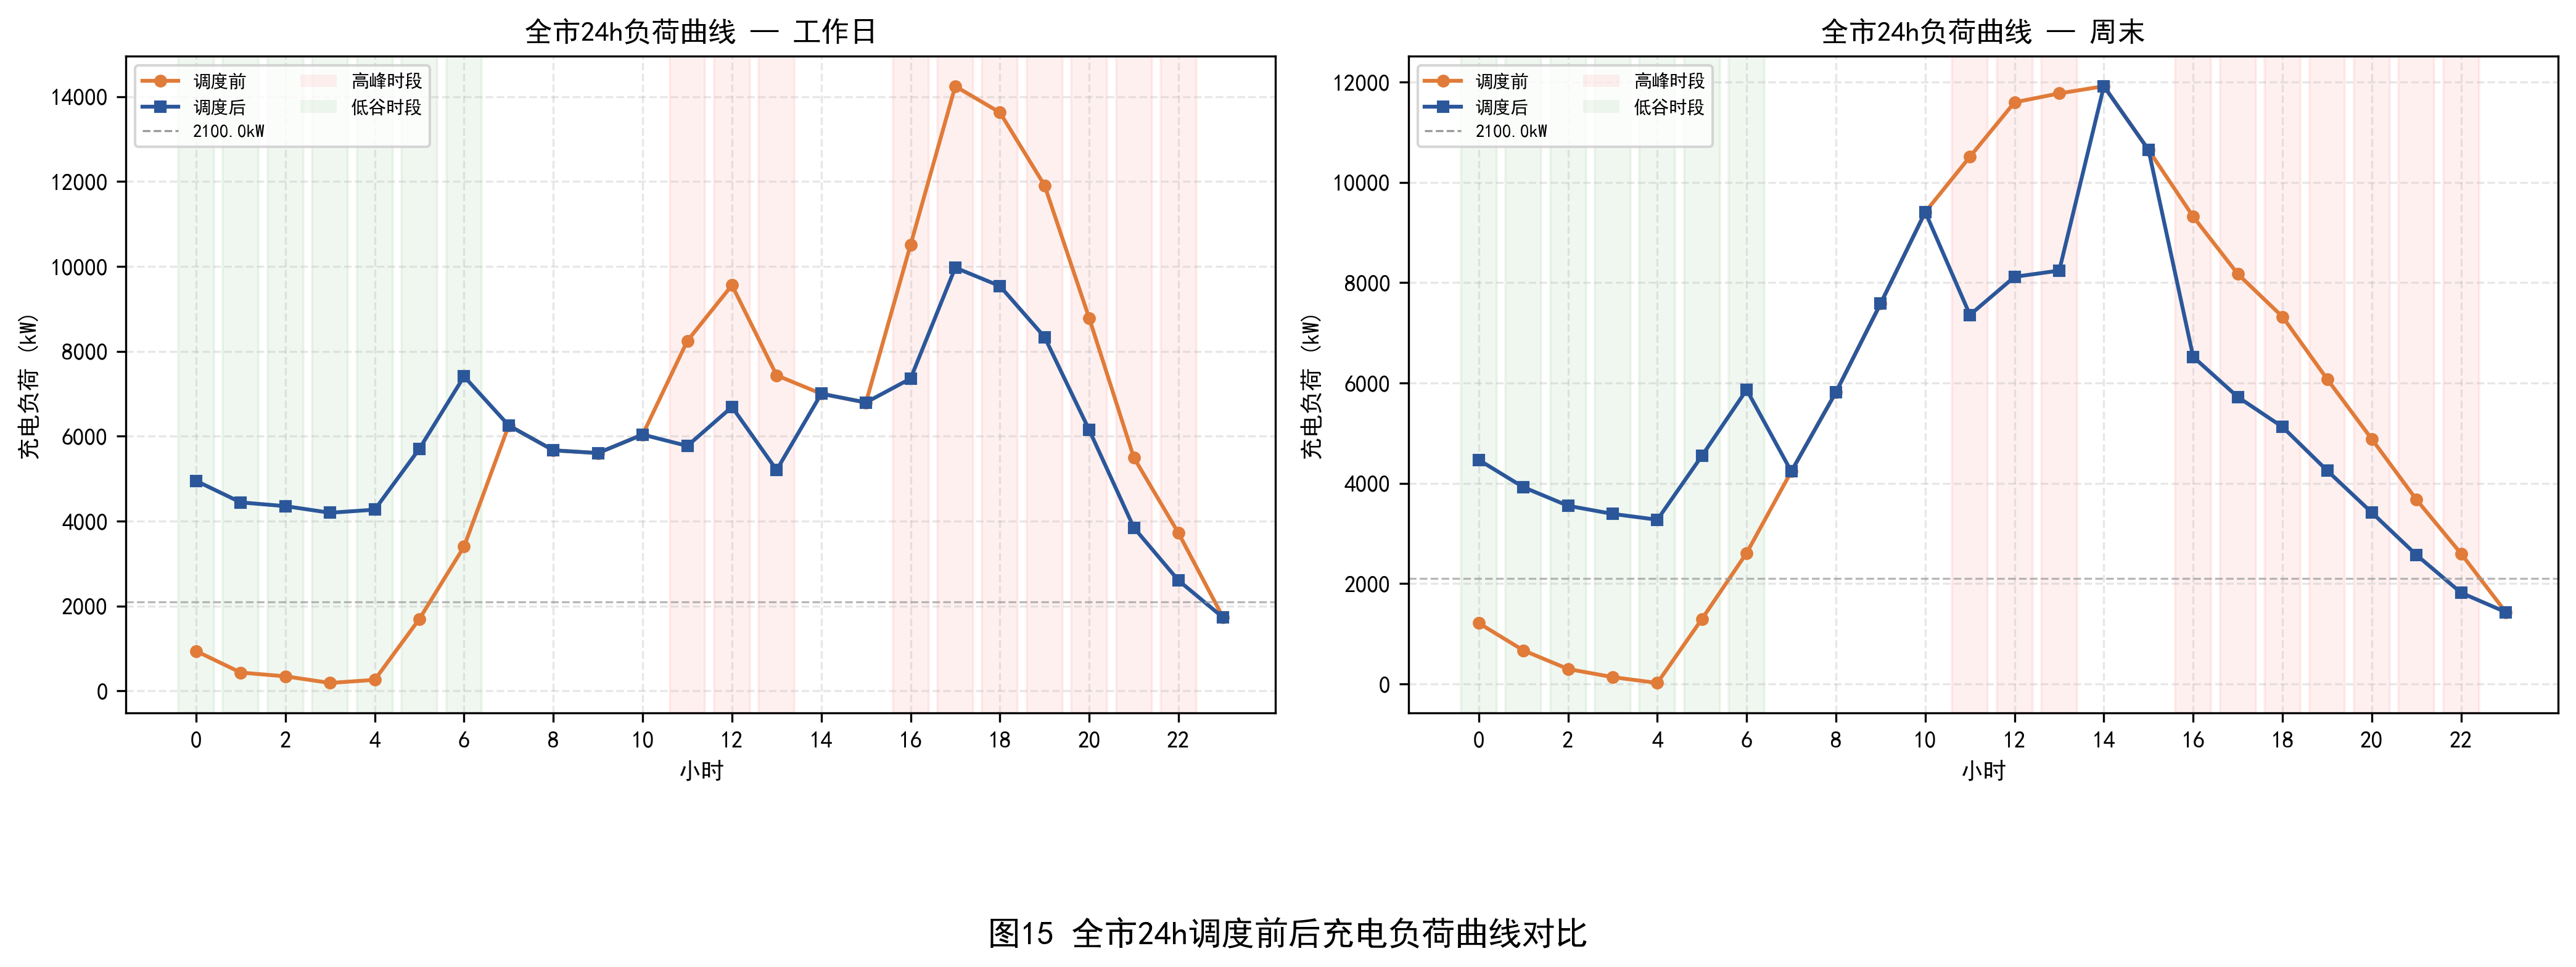 全市24h负荷曲线 — 工作日
调度前
调度后
2100.0kW
高峰时段
低谷时段
充电负荷 (kW)
14000
12000
10000
8000
6000
4000
2000
0
0 2 4 6 8 10 12 14 16 18 20 22
小时
全市24h负荷曲线 — 周末
调度前
调度后
2100.0kW
高峰时段
低谷时段
充电负荷 (kW)
12000
10000
8000
6000
4000
2000
0
0 2 4 6 8 10 12 14 16 18 20 22
小时
图15 全市24h调度前后充电负荷曲线对比